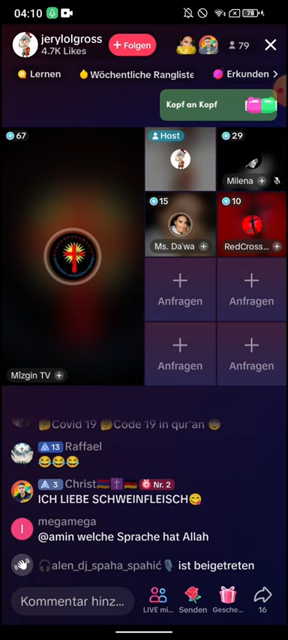 04:10
78
jerylolgross
4.7K Likes
+ Folgen
79
Lernen
Wöchentliche Rangliste
Erkunden
Kopf an Kopf
67
Host
29
Milena
15
10
Ms. Da'wa
RedCross...
Anfragen
Anfragen
Anfragen
Anfragen
Mîzgin TV
🤔Covid 19 🤔Code 19 in qur'an 🤯
13 Raffael
😂😂😂
3 Christ🇦🇲✝️🇩🇪 Nr. 2
ICH LIEBE SCHWEINFLEISCH😋
megamega
@amin welche Sprache hat Allah
🎧alen_dj_spaha_spahić🎙️ ist beigetreten
Kommentar hinz...
LIVE mi...
Senden
Gesche...
16